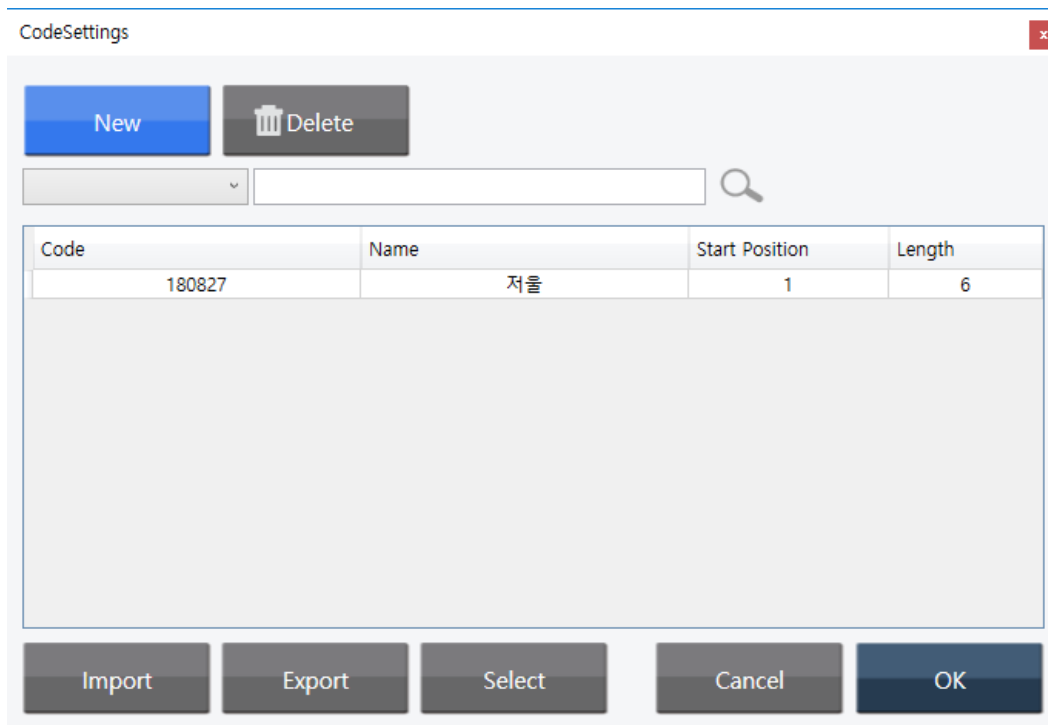 CodeSettings
x
New
Delete
Code Name Start Position Length
180827 저울 1 6
Import Export Select Cancel OK